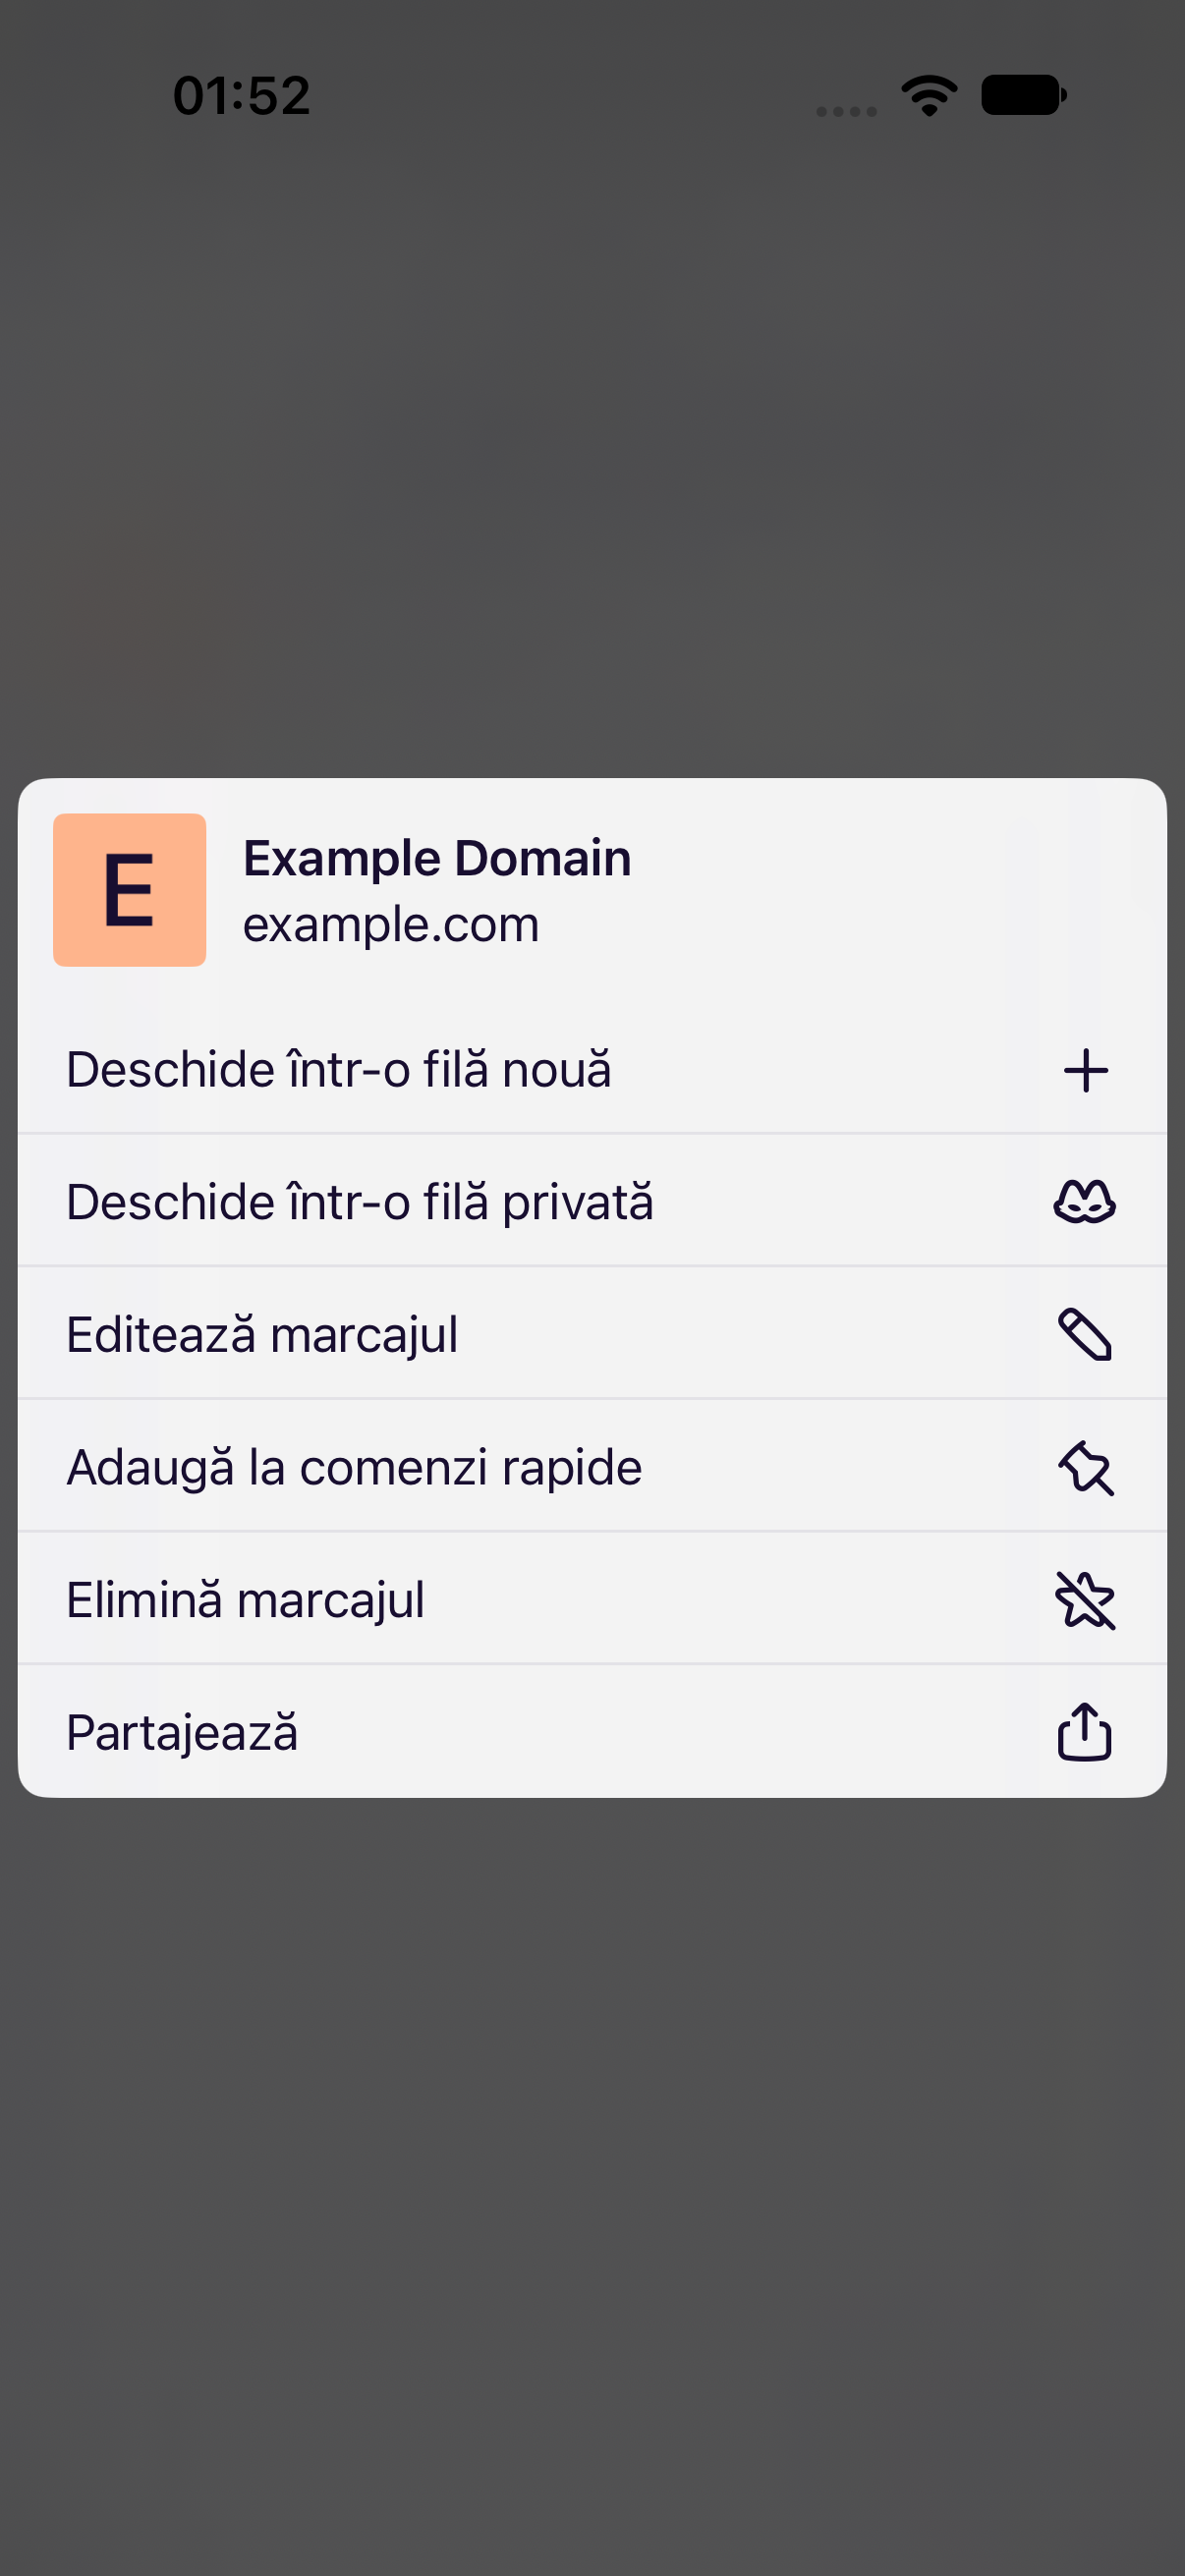 01:52
E
Example Domain
example.com
Deschide într-o filă nouă
Deschide într-o filă privată
Editează marcajul
Adaugă la comenzi rapide
Elimină marcajul
Partajează